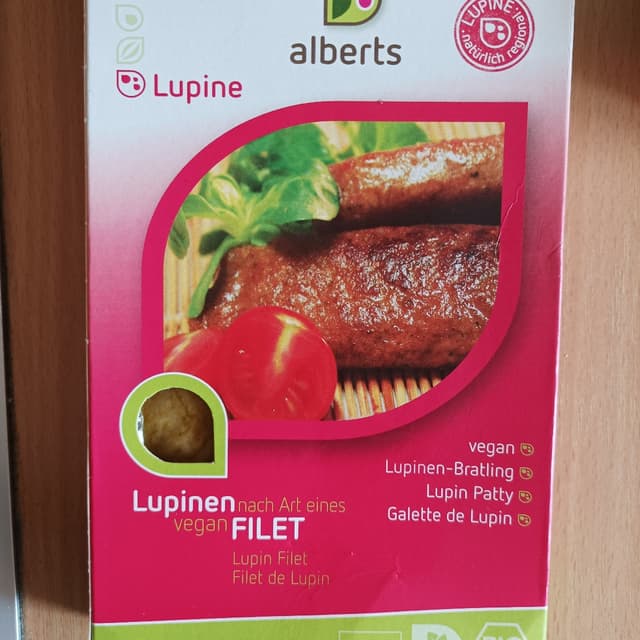 alberts
LUPINE
natürlich regional
Lupine
vegan
Lupinen-Bratling
Lupin Patty
Galette de Lupin
Lupinen nach Art eines
vegan FILET
Lupin Filet
Filet de Lupin